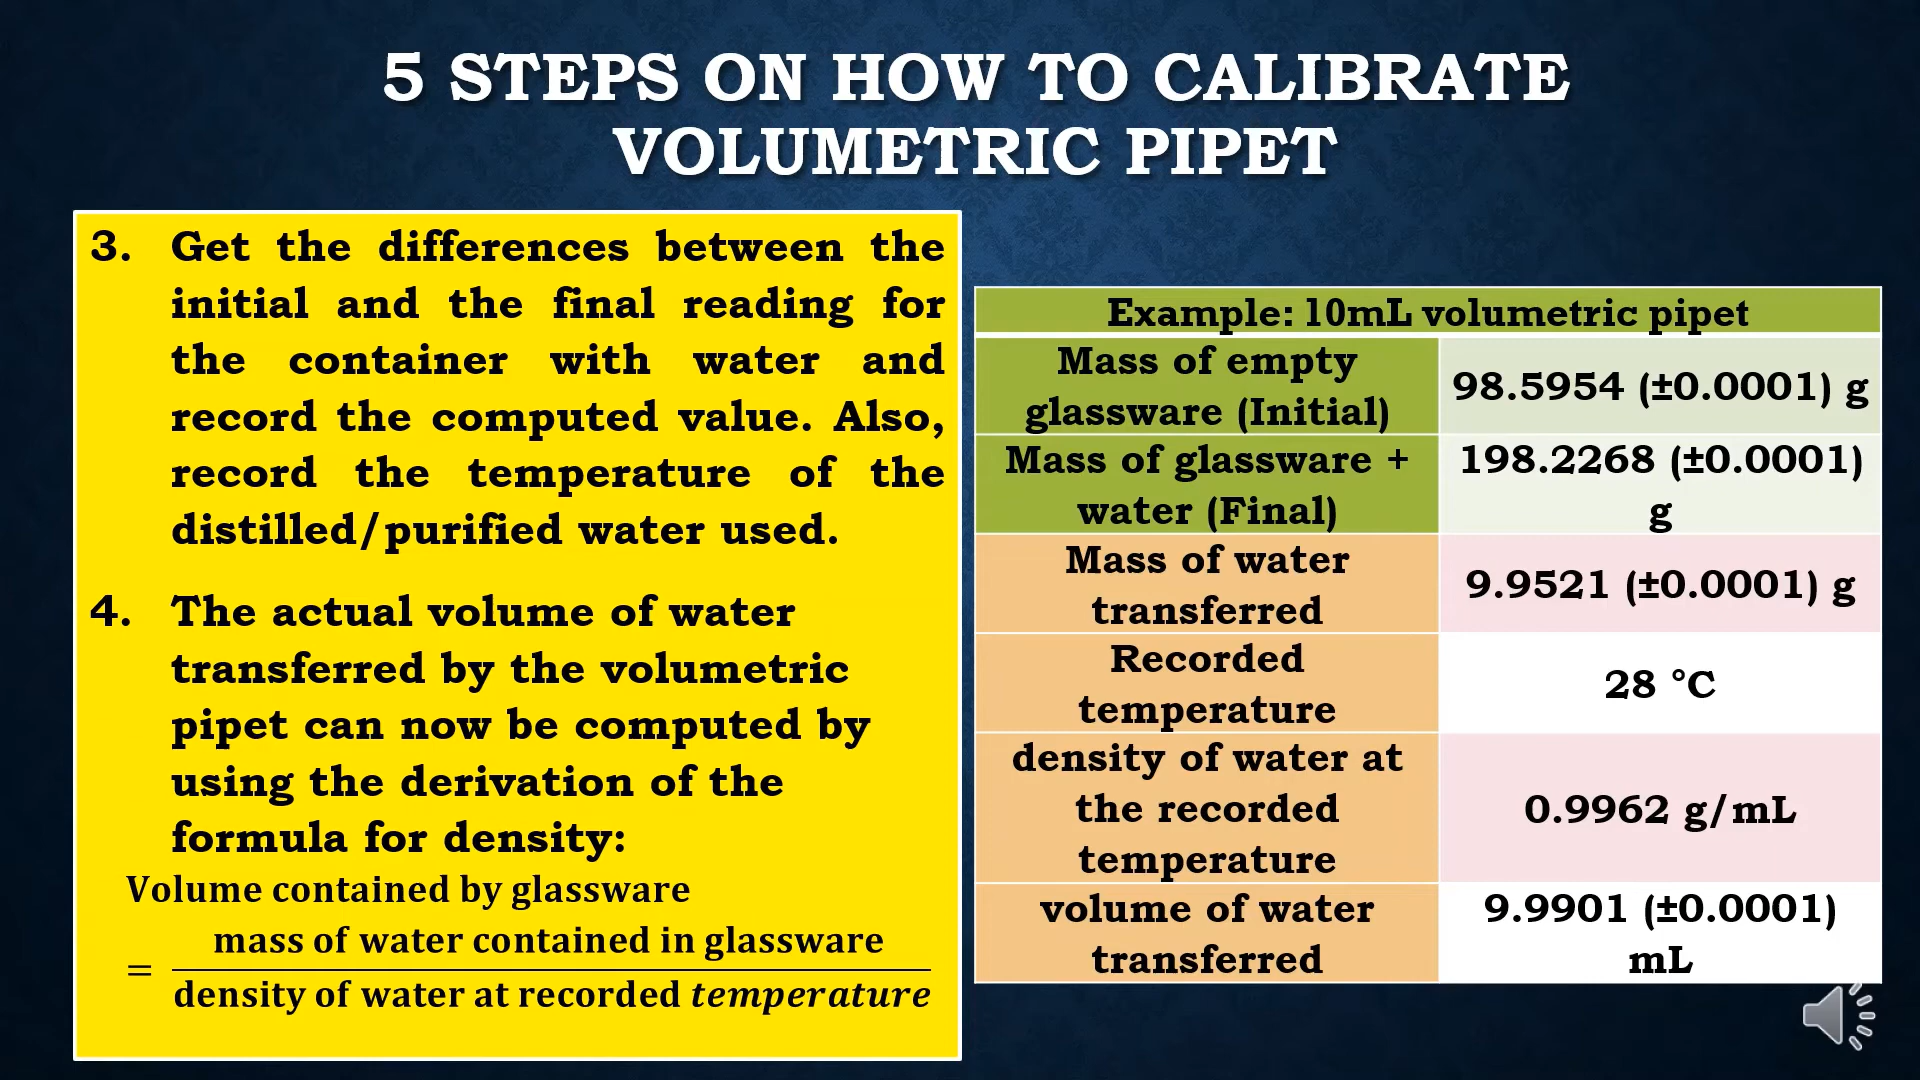 5 STEPS ON HOW TO CALIBRATE
VOLUMETRIC PIPET
3. Get the differences between the
initial and the final reading for
the container with water and
record the computed value. Also,
record the temperature of the
distilled/purified water used.
4. The actual volume of water
transferred by the volumetric
pipet can now be computed by
using the derivation of the
formula for density:
Volume contained by glassware
mass of water contained in glassware
=
density of water at recorded temperature
Example: 10mL volumetric pipet
Mass of empty
glassware (Initial)
98.5954 (±0.0001) g
Mass of glassware +
water (Final)
198.2268 (±0.0001)
g
Mass of water
transferred
9.9521 (±0.0001) g
Recorded
temperature
28 °C
density of water at
the recorded
temperature
0.9962 g/mL
volume of water
transferred
9.9901 (±0.0001)
mL